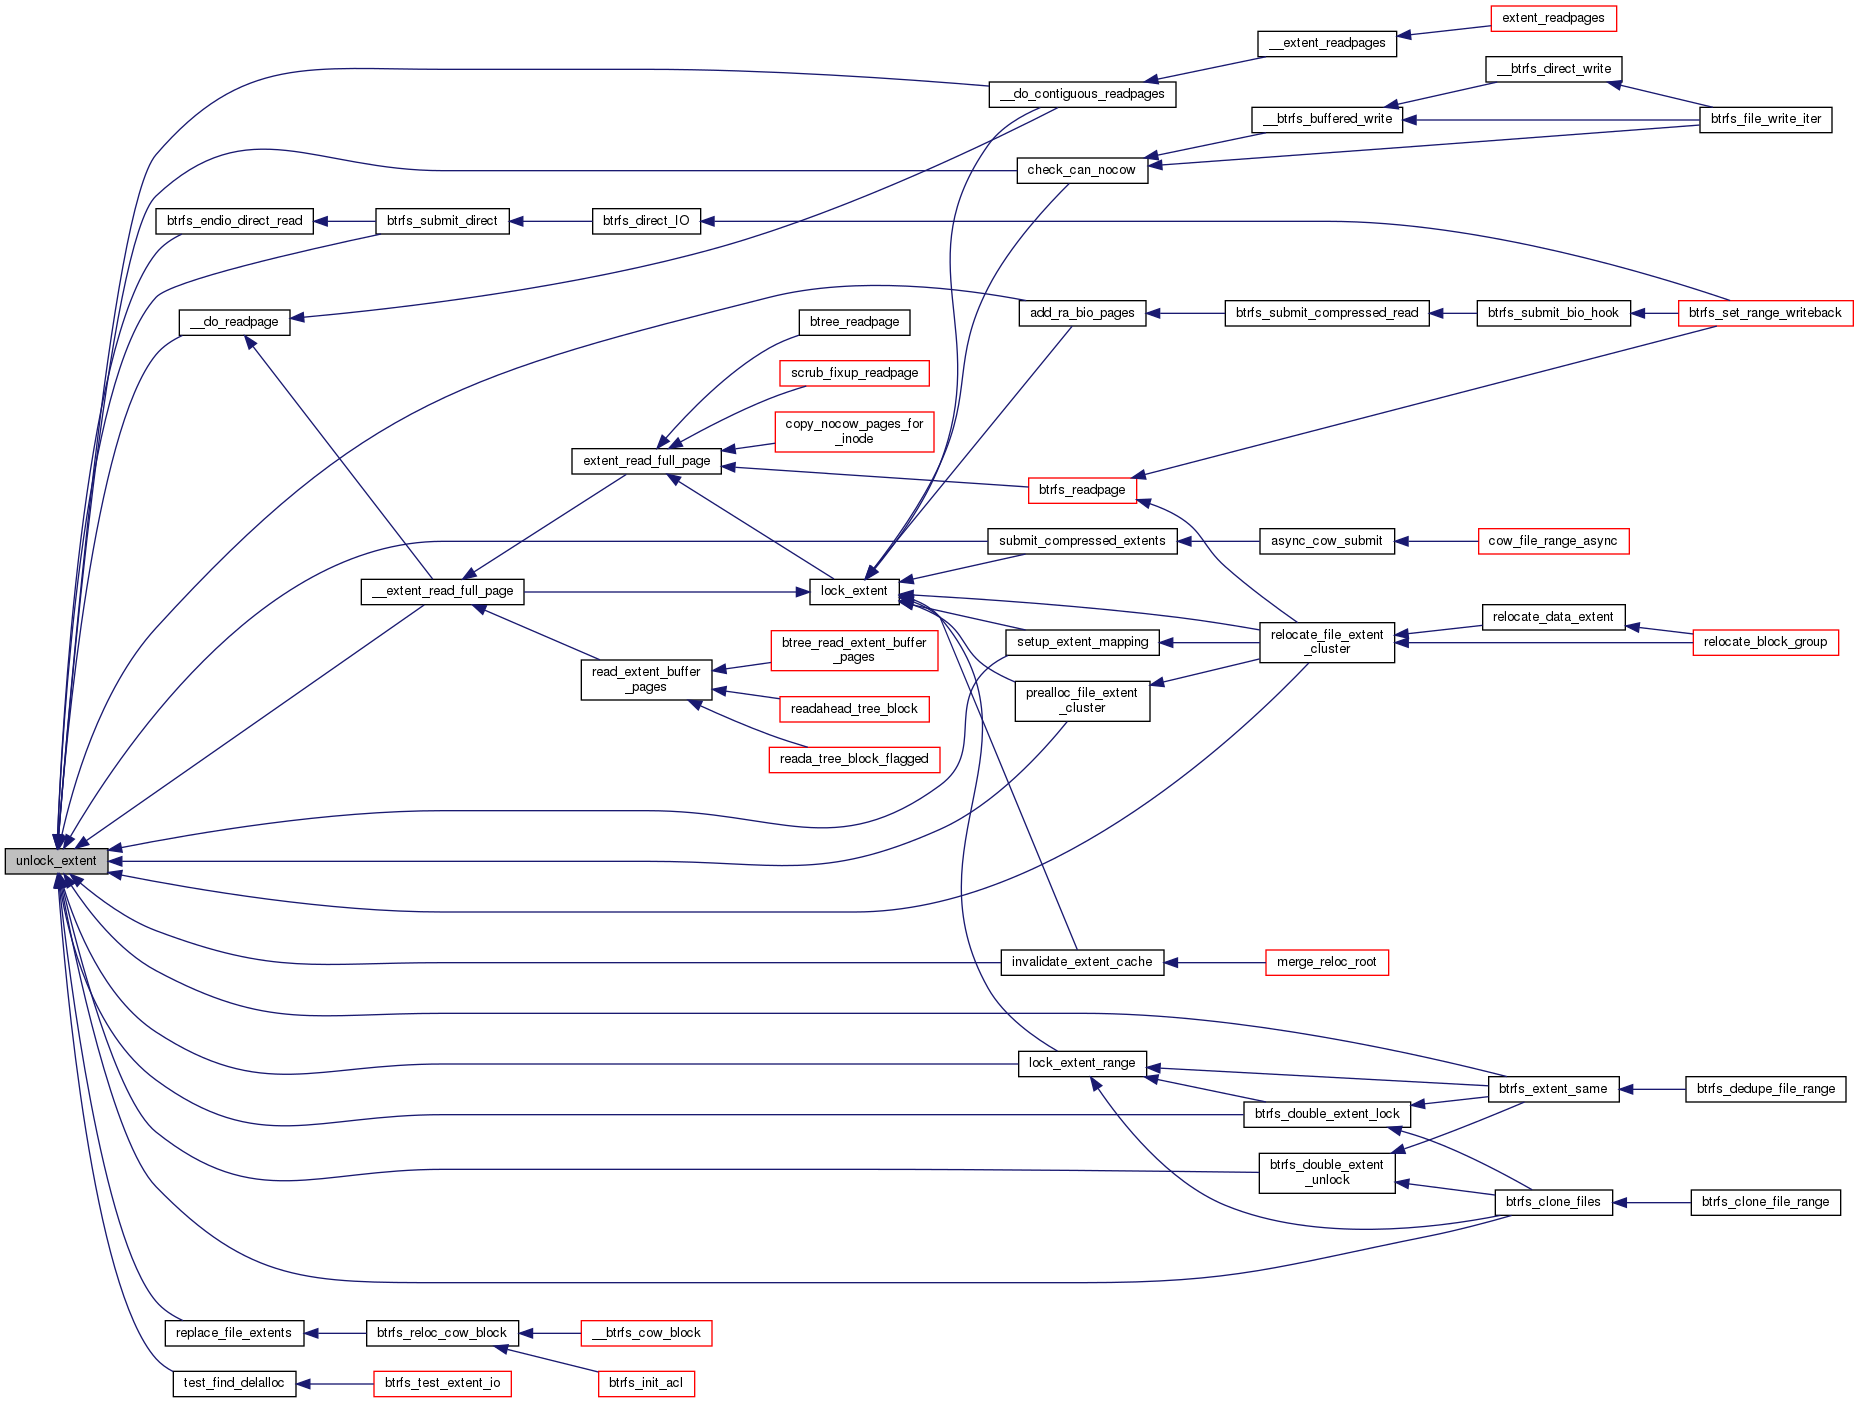 extent_readpages
__extent_readpages
__btrfs_direct_write
__do_contiguous_readpages
__btrfs_buffered_write
btrfs_file_write_iter
check_can_nocow
btrfs_endio_direct_read
btrfs_submit_direct
btrfs_direct_IO
__do_readpage
btree_readpage
add_ra_bio_pages
btrfs_submit_compressed_read
btrfs_submit_bio_hook
btrfs_set_range_writeback
scrub_fixup_readpage
copy_nocow_pages_for
_inode
extent_read_full_page
btrfs_readpage
submit_compressed_extents
async_cow_submit
cow_file_range_async
__extent_read_full_page
lock_extent
relocate_data_extent
setup_extent_mapping
relocate_file_extent
_cluster
relocate_block_group
btree_read_extent_buffer
_pages
read_extent_buffer
_pages
prealloc_file_extent
_cluster
readahead_tree_block
reada_tree_block_flagged
unlock_extent
invalidate_extent_cache
merge_reloc_root
lock_extent_range
btrfs_extent_same
btrfs_dedupe_file_range
btrfs_double_extent_lock
btrfs_double_extent
_unlock
btrfs_clone_files
btrfs_clone_file_range
replace_file_extents
btrfs_reloc_cow_block
__btrfs_cow_block
test_find_delalloc
btrfs_test_extent_io
btrfs_init_acl